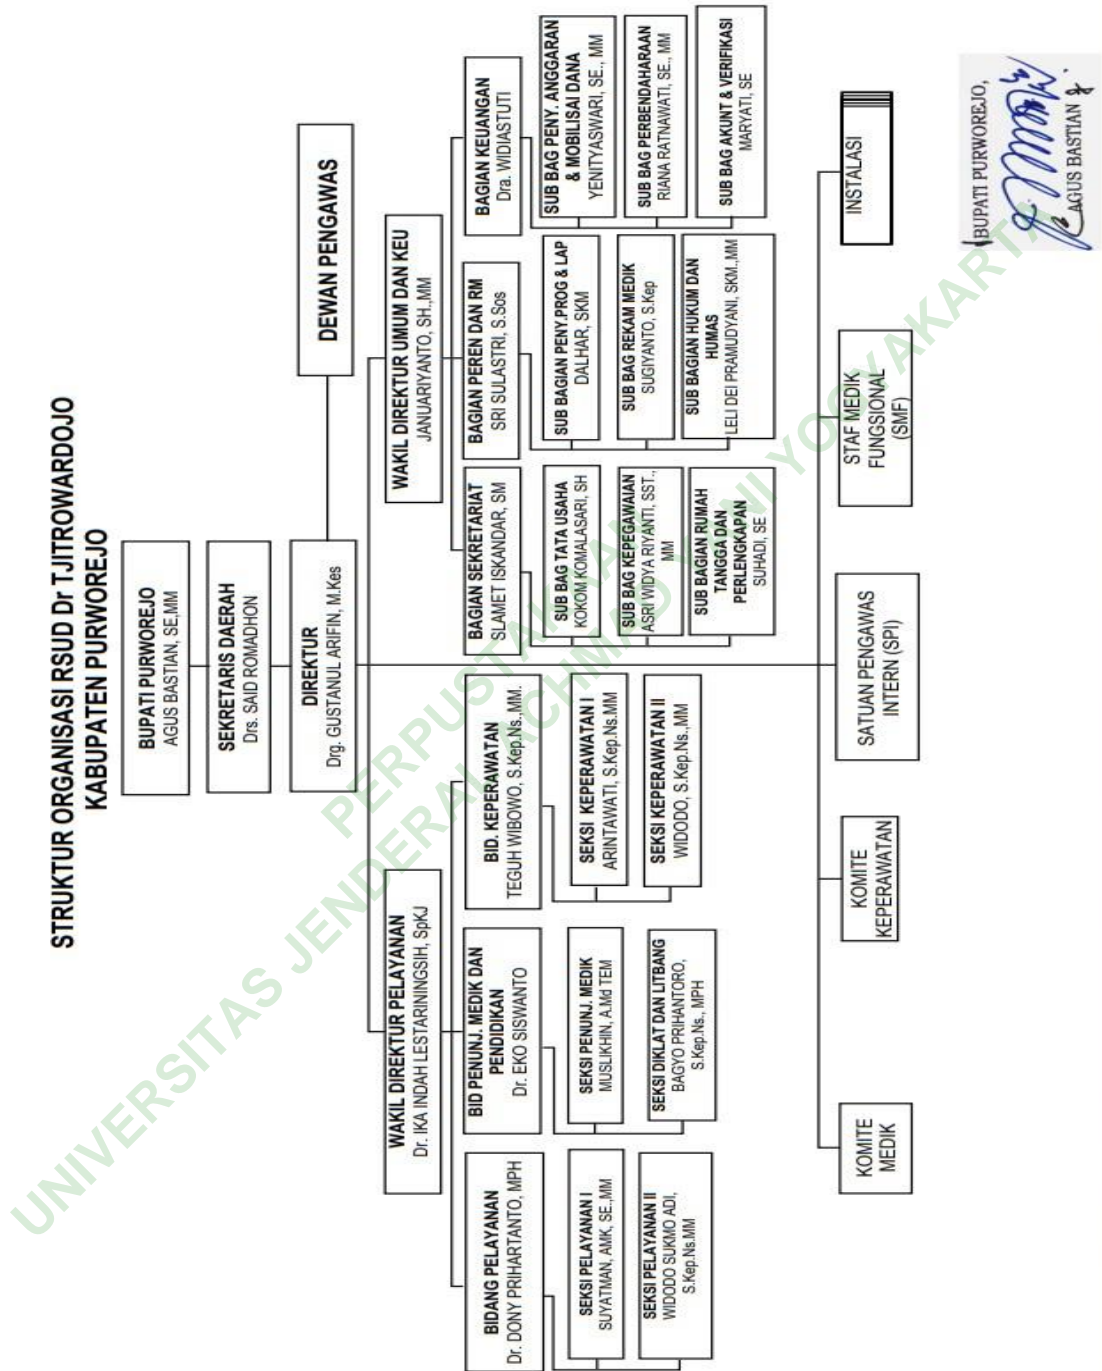 STRUKTUR ORGANISASI RSUD Dr TJITROWARDOJO
KABUPATEN PURWOREJO
BUPATI PURWOREJO
AGUS BASTIAN, SE,MM
SEKRETARIS DAERAH
Drs. SAID ROMADHON
DIREKTUR
Drg. GUSTANUL ARIFIN, M.Kes
DEWAN PENGAWAS
WAKIL DIREKTUR PELAYANAN
Dr. IKA INDAH LESTARININGSIH, SpKJ
WAKIL DIREKTUR UMUM DAN KEU
JANUARIYANTO, SH.,MM
BIDANG PELAYANAN
Dr. DONY PRIHARTANTO, MPH
SEKSI PELAYANAN I
SUYATMAN, AMK, SE.,MM
SEKSI PELAYANAN II
WIDODO SUKMO ADI,
S.Kep.Ns.MM
BID PENUNJ. MEDIK DAN
PENDIDIKAN
Dr. EKO SISWANTO
SEKSI PENUNJ. MEDIK
MUSLIKHIN, A.Md TEM
SEKSI DIKLAT DAN LITBANG
BAGYO PRIHANTORO,
S.Kep.Ns., MPH
BID. KEPERAWATAN
TEGUH WIBOWO, S.Kep.Ns.,MM.
SEKSI KEPERAWATAN I
ARINTAWATI, S.Kep.Ns.MM
SEKSI KEPERAWATAN II
WIDODO, S.Kep.Ns.,MM
BAGIAN SEKRETARIAT
SLAMET ISKANDAR, SM
SUB BAG TATA USAHA
KOKOM KOMALASARI, SH
SUB BAG KEPEGAWAIAN
ASRI WIDYA RIYANTI, SST.,
MM
SUB BAGIAN RUMAH
TANGGA DAN
PERLENGKAPAN
SUHADI, SE
BAGIAN PEREN DAN RM
SRI SULASTRI, S.Sos
SUB BAGIAN PENY.PROG & LAP
DALHAR, SKM
SUB BAG REKAM MEDIK
SUGIYANTO, S.Kep
SUB BAGIAN HUKUM DAN
HUMAS
LELI DEI PRAMUDYANI, SKM.,MM
BAGIAN KEUANGAN
Dra. WIDIASTUTI
SUB BAG PENY. ANGGARAN
& MOBILISAI DANA
YENITYASWARI, SE., MM
SUB BAG PERBENDAHARAAN
RIANA RATNAWATI, SE., MM
SUB BAG AKUNT & VERIFIKASI
MARYATI, SE
KOMITE
MEDIK
KOMITE
KEPERAWATAN
SATUAN PENGAWAS
INTERN (SPI)
STAF MEDIK
FUNGSIONAL
(SMF)
INSTALASI
BUPATI PURWOREJO,
AGUS BASTIAN
PERPUSTAKAAN
UNIVERSITAS JENDERAL ACHMAD YANI YOGYAKARTA